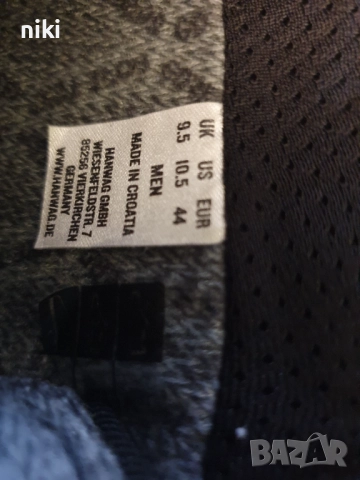 niki
UK US EUR
9.5 10.5 44
MEN
MADE IN CROATIA
HANWAG GMBH
WIESENFELDSTR. 7
85256 VIERKIRCHEN
GERMANY
WWW.HANWAG.DE
BAZAR